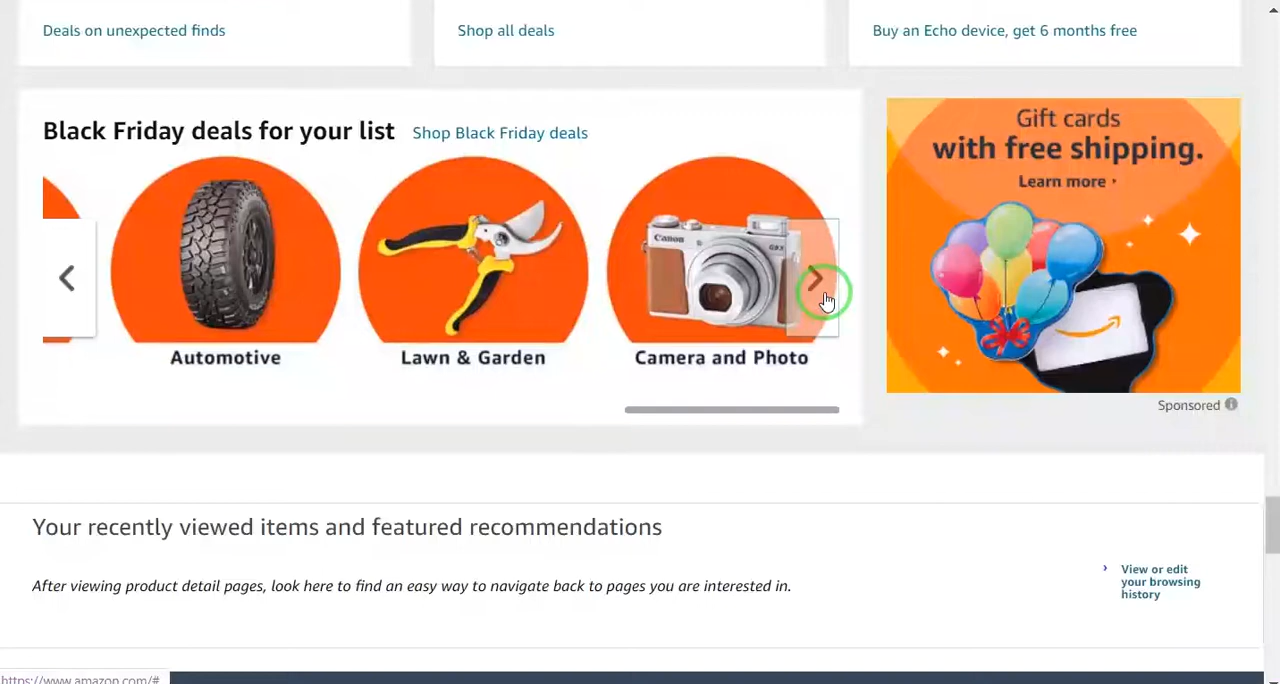 Deals on unexpected finds
Shop all deals
Buy an Echo device, get 6 months free
Black Friday deals for your list Shop Black Friday deals
Canon
G9X
Automotive
Lawn & Garden
Camera and Photo
Gift cards
with free shipping.
Learn more
Sponsored
Your recently viewed items and featured recommendations
After viewing product detail pages, look here to find an easy way to navigate back to pages you are interested in.
View or edit
your browsing
history
https://www.amazon.com/#